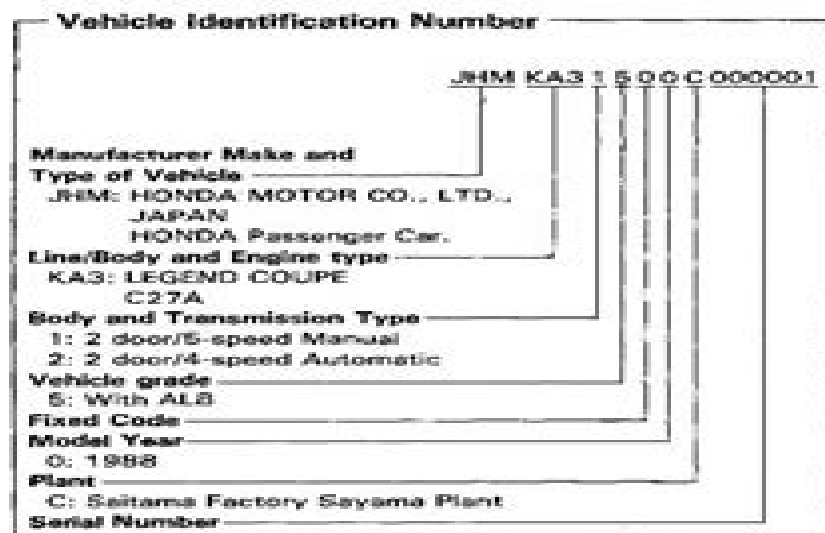 Vehicle Identification Number
JHM KA3 1 5 0 0 C 000001
Manufacturer Make and
Type of Vehicle
JHM: HONDA MOTOR CO., LTD.,
JAPAN
HONDA Passenger Car.
Line/Body and Engine type
KA3: LEGEND COUPE
C27A
Body and Transmission Type
1: 2 door/5-speed Manual
2: 2 door/4-speed Automatic
Vehicle grade
5: With ALB
Fixed Code
Model Year
0: 1988
Plant
C: Saitama Factory Sayama Plant
Serial Number